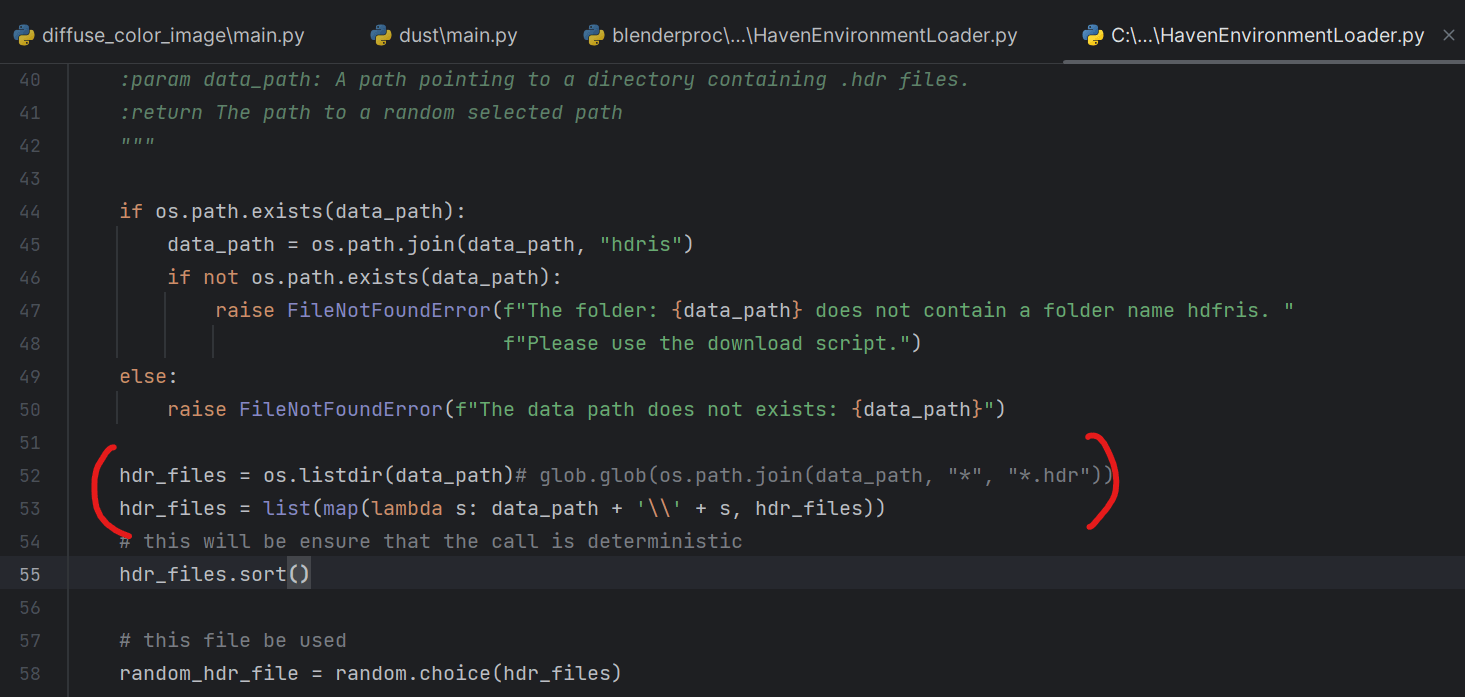 diffuse_color_image\main.py dust\main.py blenderproc\...\HavenEnvironmentLoader.py C:\...\HavenEnvironmentLoader.py ×
40 :param data_path: A path pointing to a directory containing .hdr files.
41 :return The path to a random selected path
42 """
43
44 if os.path.exists(data_path):
45 data_path = os.path.join(data_path, "hdris")
46 if not os.path.exists(data_path):
47 raise FileNotFoundError(f"The folder: {data_path} does not contain a folder name hdfris. "
48 f"Please use the download script.")
49 else:
50 raise FileNotFoundError(f"The data path does not exists: {data_path}")
51
52 hdr_files = os.listdir(data_path)# glob.glob(os.path.join(data_path, "*", "*.hdr"))
53 hdr_files = list(map(lambda s: data_path + '\\' + s, hdr_files))
54 # this will be ensure that the call is deterministic
55 hdr_files.sort()
56
57 # this file be used
58 random_hdr_file = random.choice(hdr_files)